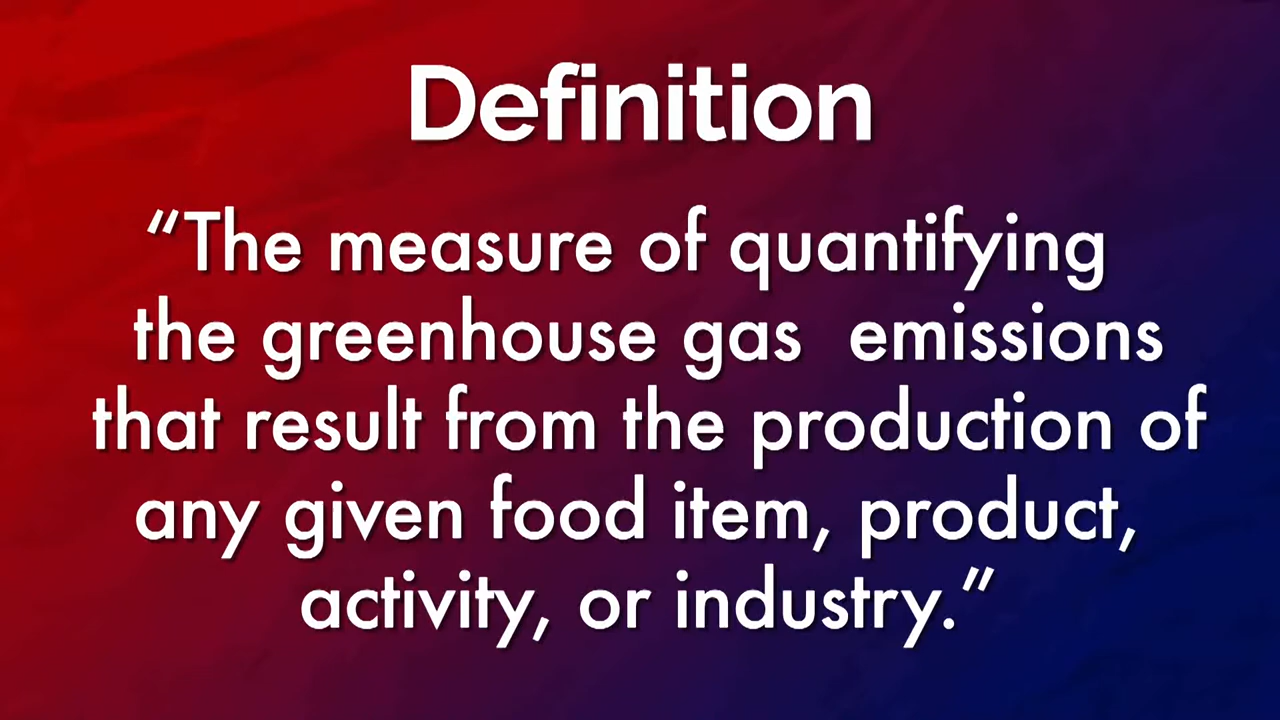 Definition
“The measure of quantifying
the greenhouse gas  emissions
that result from the production of
any given food item, product,
activity, or industry.”